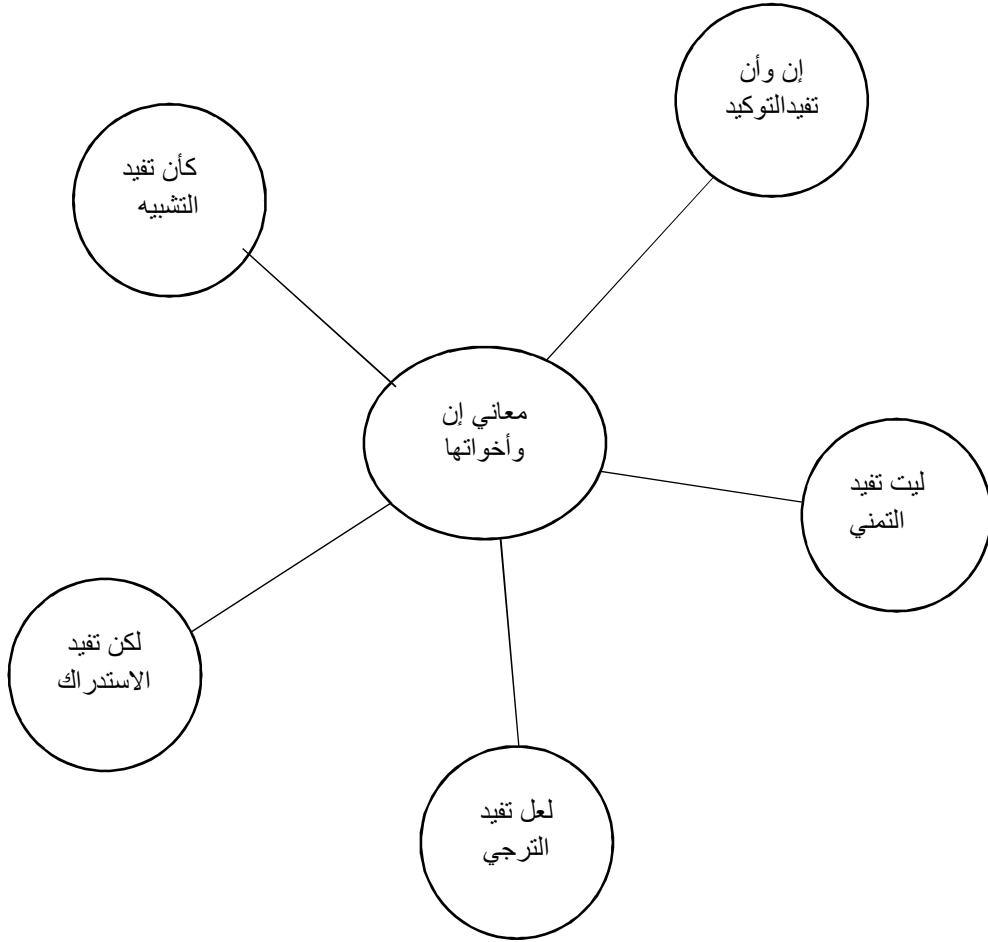 إن وأن
تفيدالتوكيد
كأن تفيد
التشبيه
معاني إن
وأخواتها
ليت تفيد
التمني
لكن تفيد
الاستدراك
لعل تفيد
الترجي